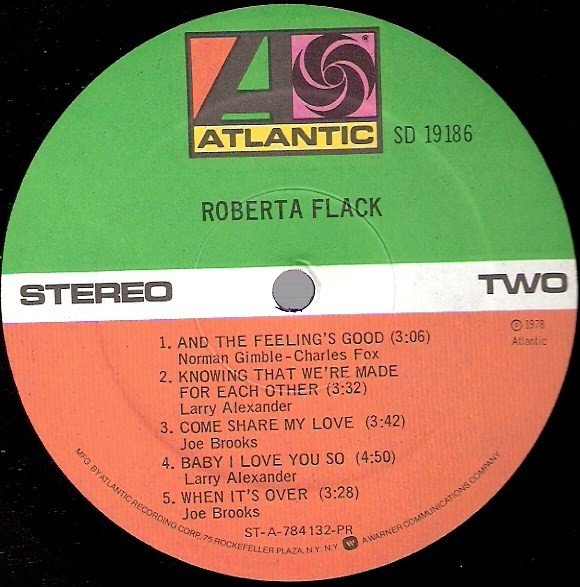 ATLANTIC
SD 19186
ROBERTA FLACK
STEREO
TWO
℗ 1978
Atlantic
1. AND THE FEELING'S GOOD (3:06)
Norman Gimble - Charles Fox
2. KNOWING THAT WE'RE MADE
FOR EACH OTHER (3:32)
Larry Alexander
3. COME SHARE MY LOVE (3:42)
Joe Brooks
4. BABY I LOVE YOU SO (4:50)
Larry Alexander
5. WHEN IT'S OVER (3:28)
Joe Brooks
ST-A-784132-PR
MFG. BY ATLANTIC RECORDING CORP., 75 ROCKEFELLER PLAZA, N.Y. N.Y. A WARNER COMMUNICATIONS COMPANY